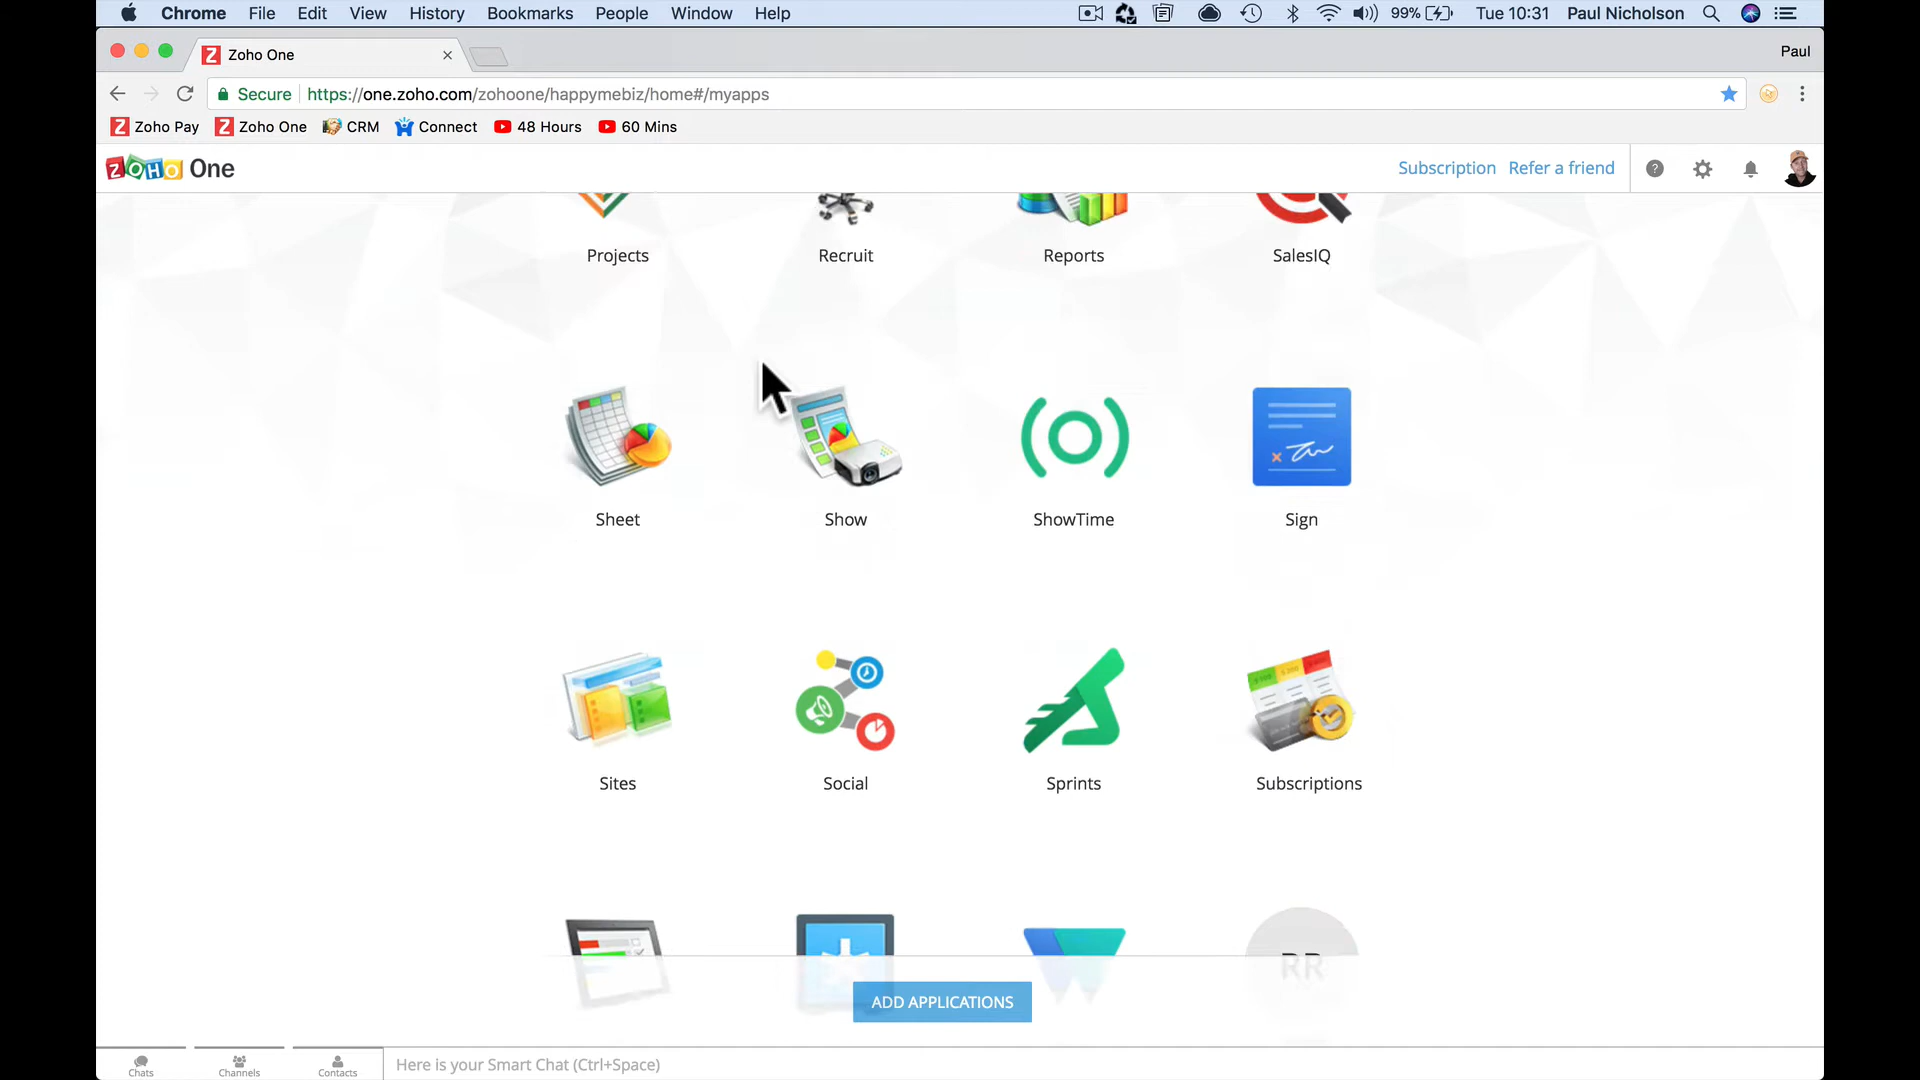 Chrome File Edit View History Bookmarks People Window Help 99% Tue 10:31 Paul Nicholson
Z Zoho One Paul
Secure https://one.zoho.com/zohoone/happymebiz/home#/myapps
Z Zoho Pay Z Zoho One CRM Connect 48 Hours 60 Mins
ZOHO One Subscription Refer a friend ?
Projects Recruit Reports SalesIQ
Sheet Show ShowTime Sign
Sites Social Sprints Subscriptions
RR
ADD APPLICATIONS
Chats Channels Contacts Here is your Smart Chat (Ctrl+Space)